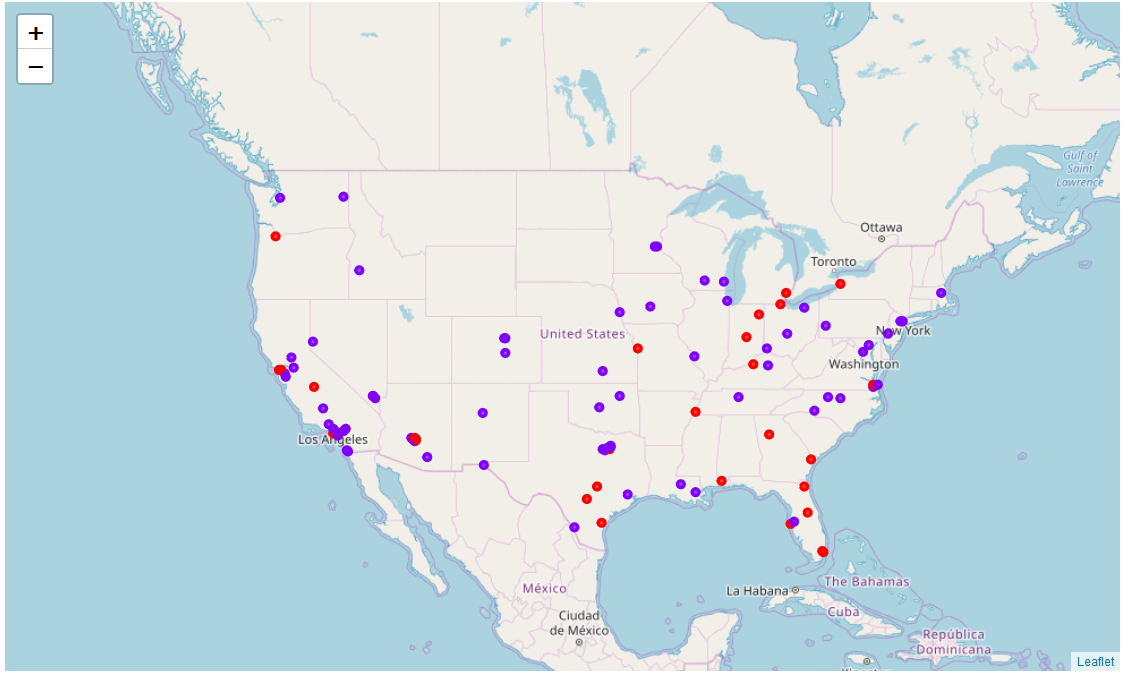 +
−
Gulf of
Saint
Lawrence
Ottawa
Toronto
United States
New York
Washington
Los Angeles
La Habana
The Bahamas
México
Cuba
Ciudad
de México
República
Dominicana
Leaflet